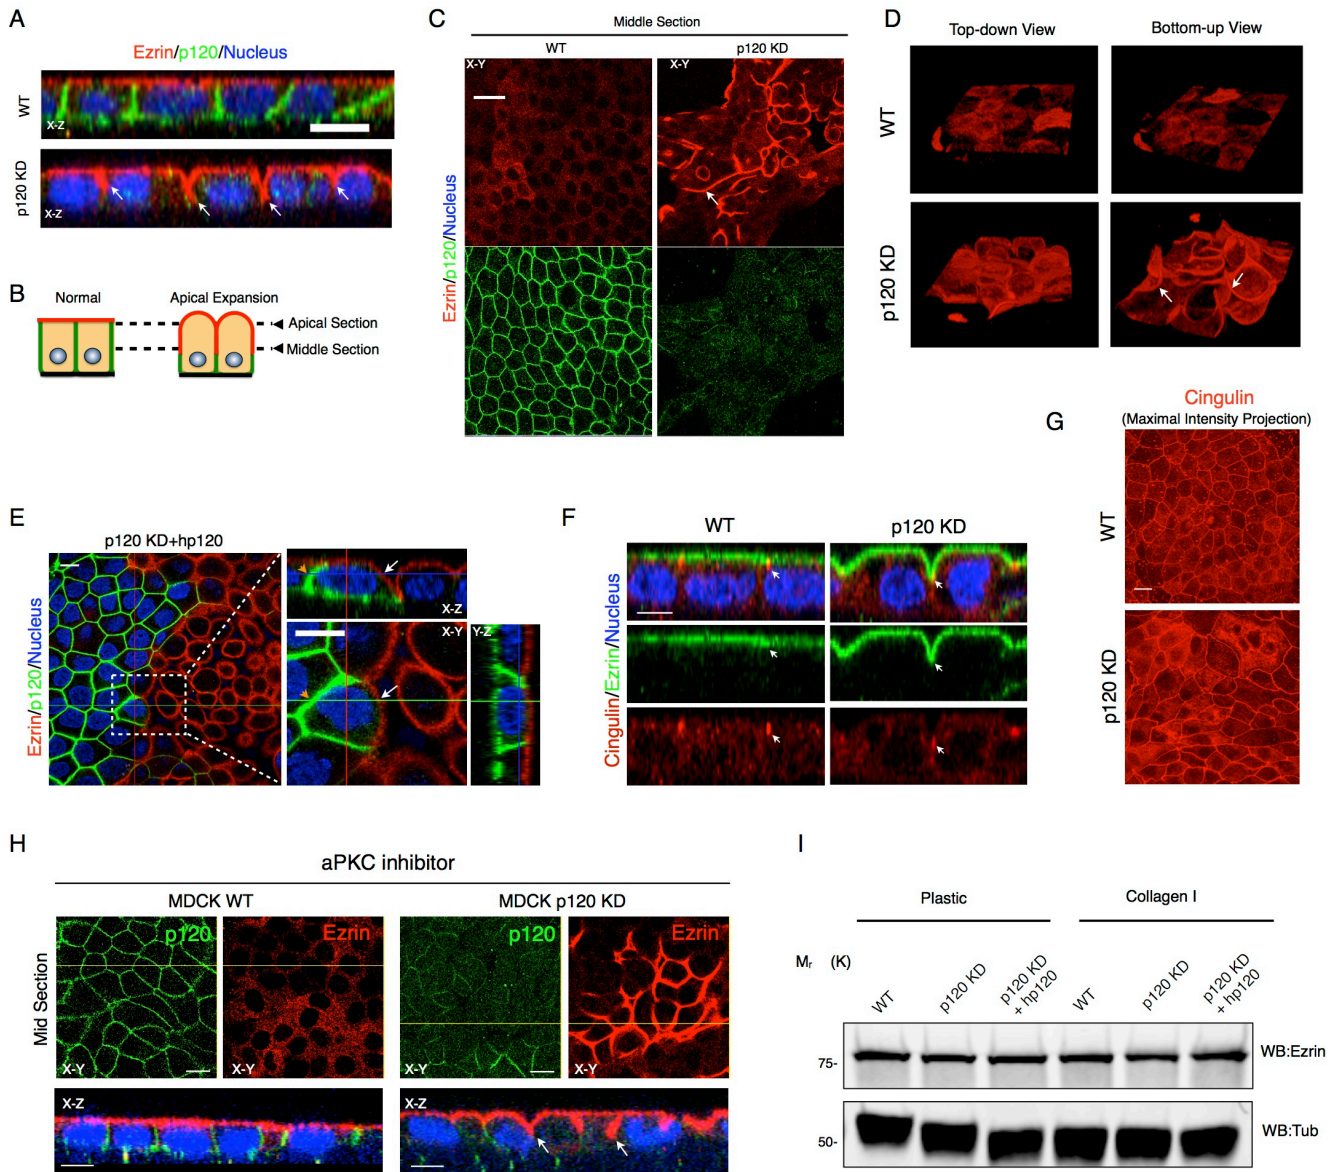 A
Ezrin/p120/Nucleus
WT
X-Z
p120 KD
X-Z
B
Normal
Apical Expansion
Apical Section
Middle Section
C
Middle Section
WT
p120 KD
Ezrin/p120/Nucleus
X-Y
X-Y
D
Top-down View
Bottom-up View
WT
p120 KD
E
p120 KD+hp120
Ezrin/p120/Nucleus
X-Z
X-Y
Y-Z
F
WT
p120 KD
Cingulin/Ezrin/Nucleus
G
Cingulin
(Maximal Intensity Projection)
WT
p120 KD
H
aPKC inhibitor
MDCK WT
MDCK p120 KD
Mid Section
p120
Ezrin
p120
Ezrin
X-Y
X-Y
X-Y
X-Y
X-Z
X-Z
I
Plastic
Collagen I
Mr (K)
WT
p120 KD
p120 KD
+ hp120
WT
p120 KD
p120 KD
+ hp120
75-
WB:Ezrin
50-
WB:Tub